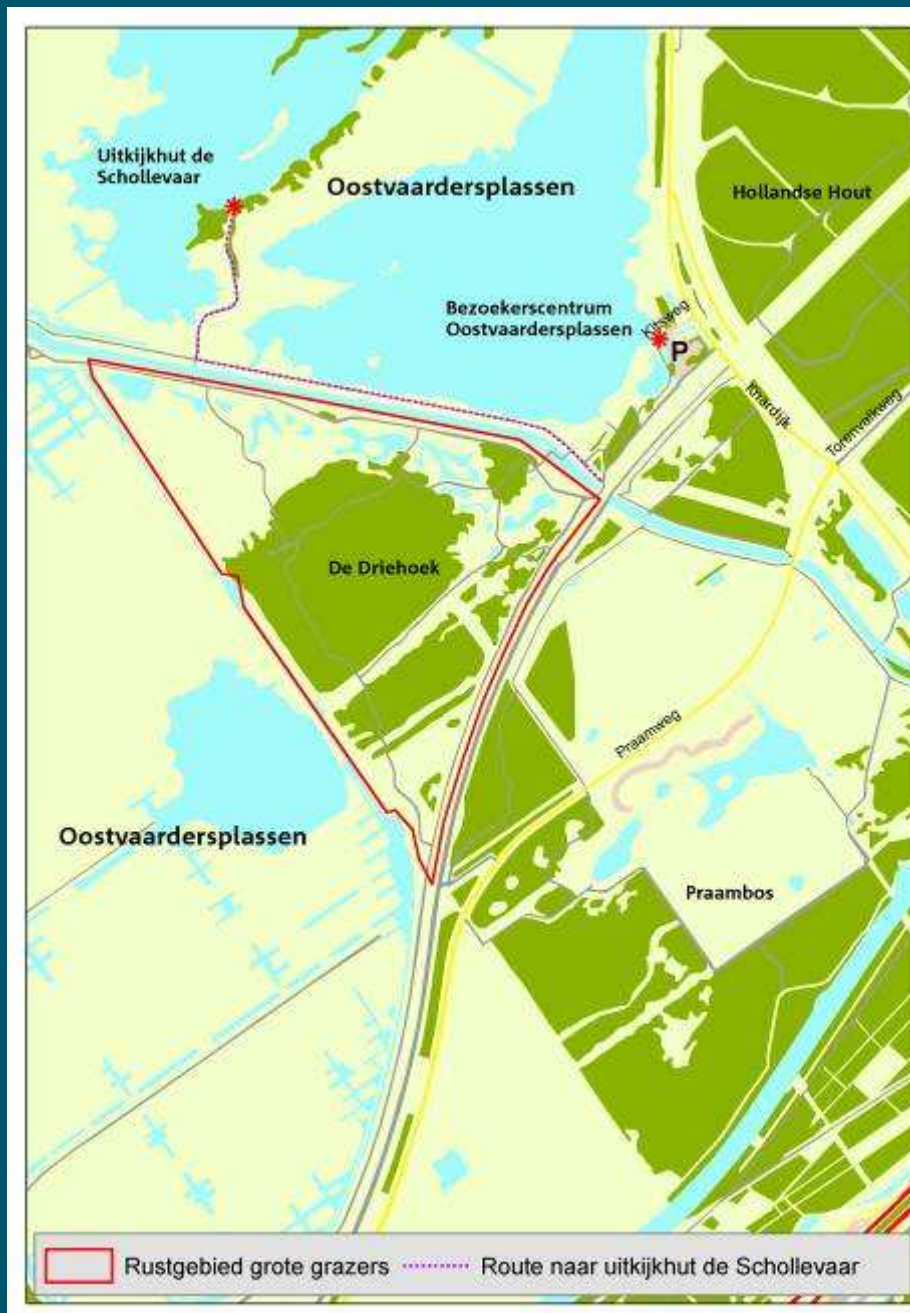 Uitkijkhut de
Schollevaar
Oostvaardersplassen
Hollandse Hout
Bezoekerscentrum
Oostvaardersplassen
Kitsweg
P
Knardijk
Torenvalkweg
De Driehoek
Praamweg
Oostvaardersplassen
Praambos
Rustgebied grote grazers
Route naar uitkijkhut de Schollevaar